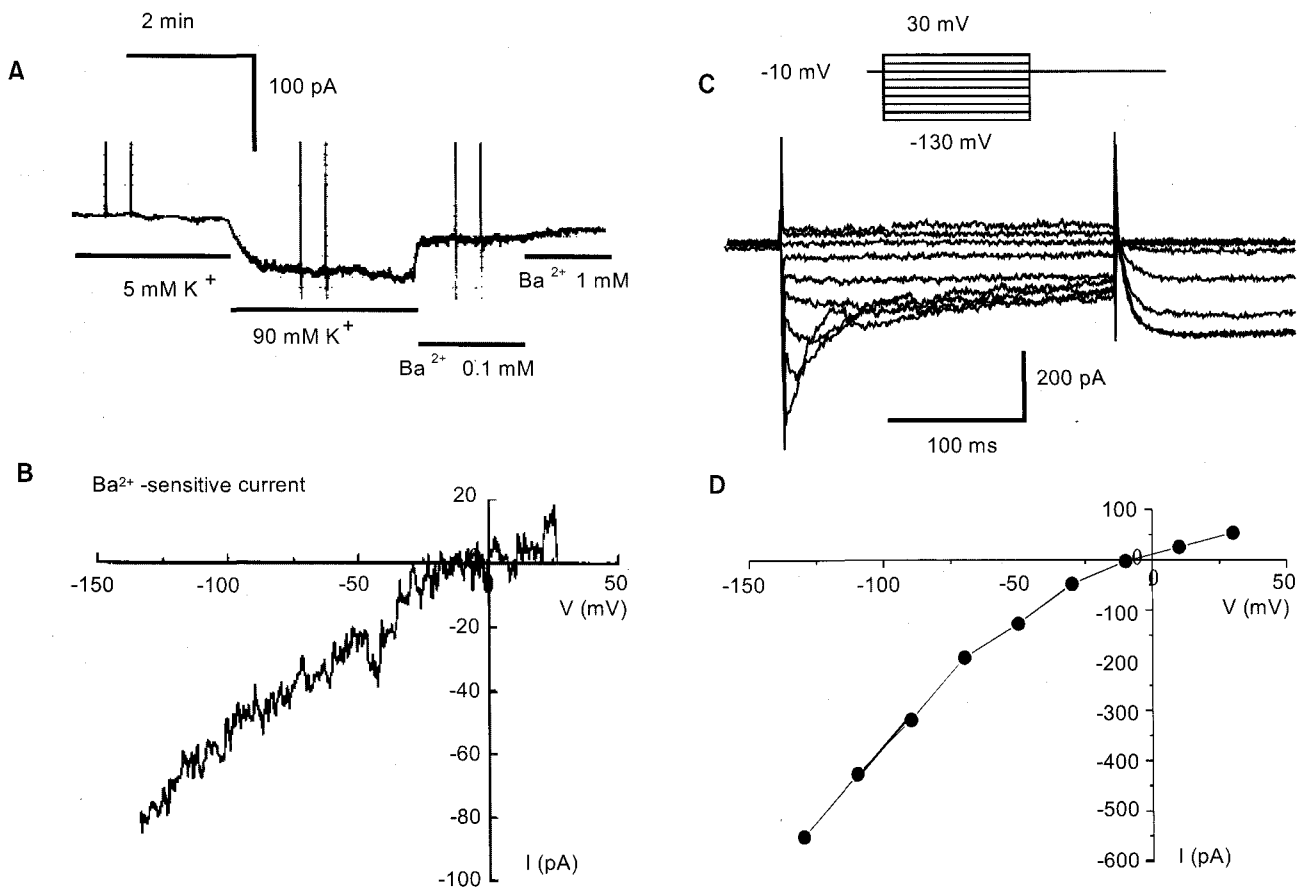 A
2 min
100 pA
5 mM K+
90 mM K+
Ba2+ 0.1 mM
Ba2+ 1 mM
C
30 mV
-10 mV
-130 mV
200 pA
100 ms
B
Ba2+ -sensitive current
20
0
-150 -100 -50 50
V (mV)
-20
-40
-60
-80
-100
I (pA)
D
100
0
-150 -100 -50 0 50
V (mV)
-100
-200
-300
-400
-500
-600
I (pA)